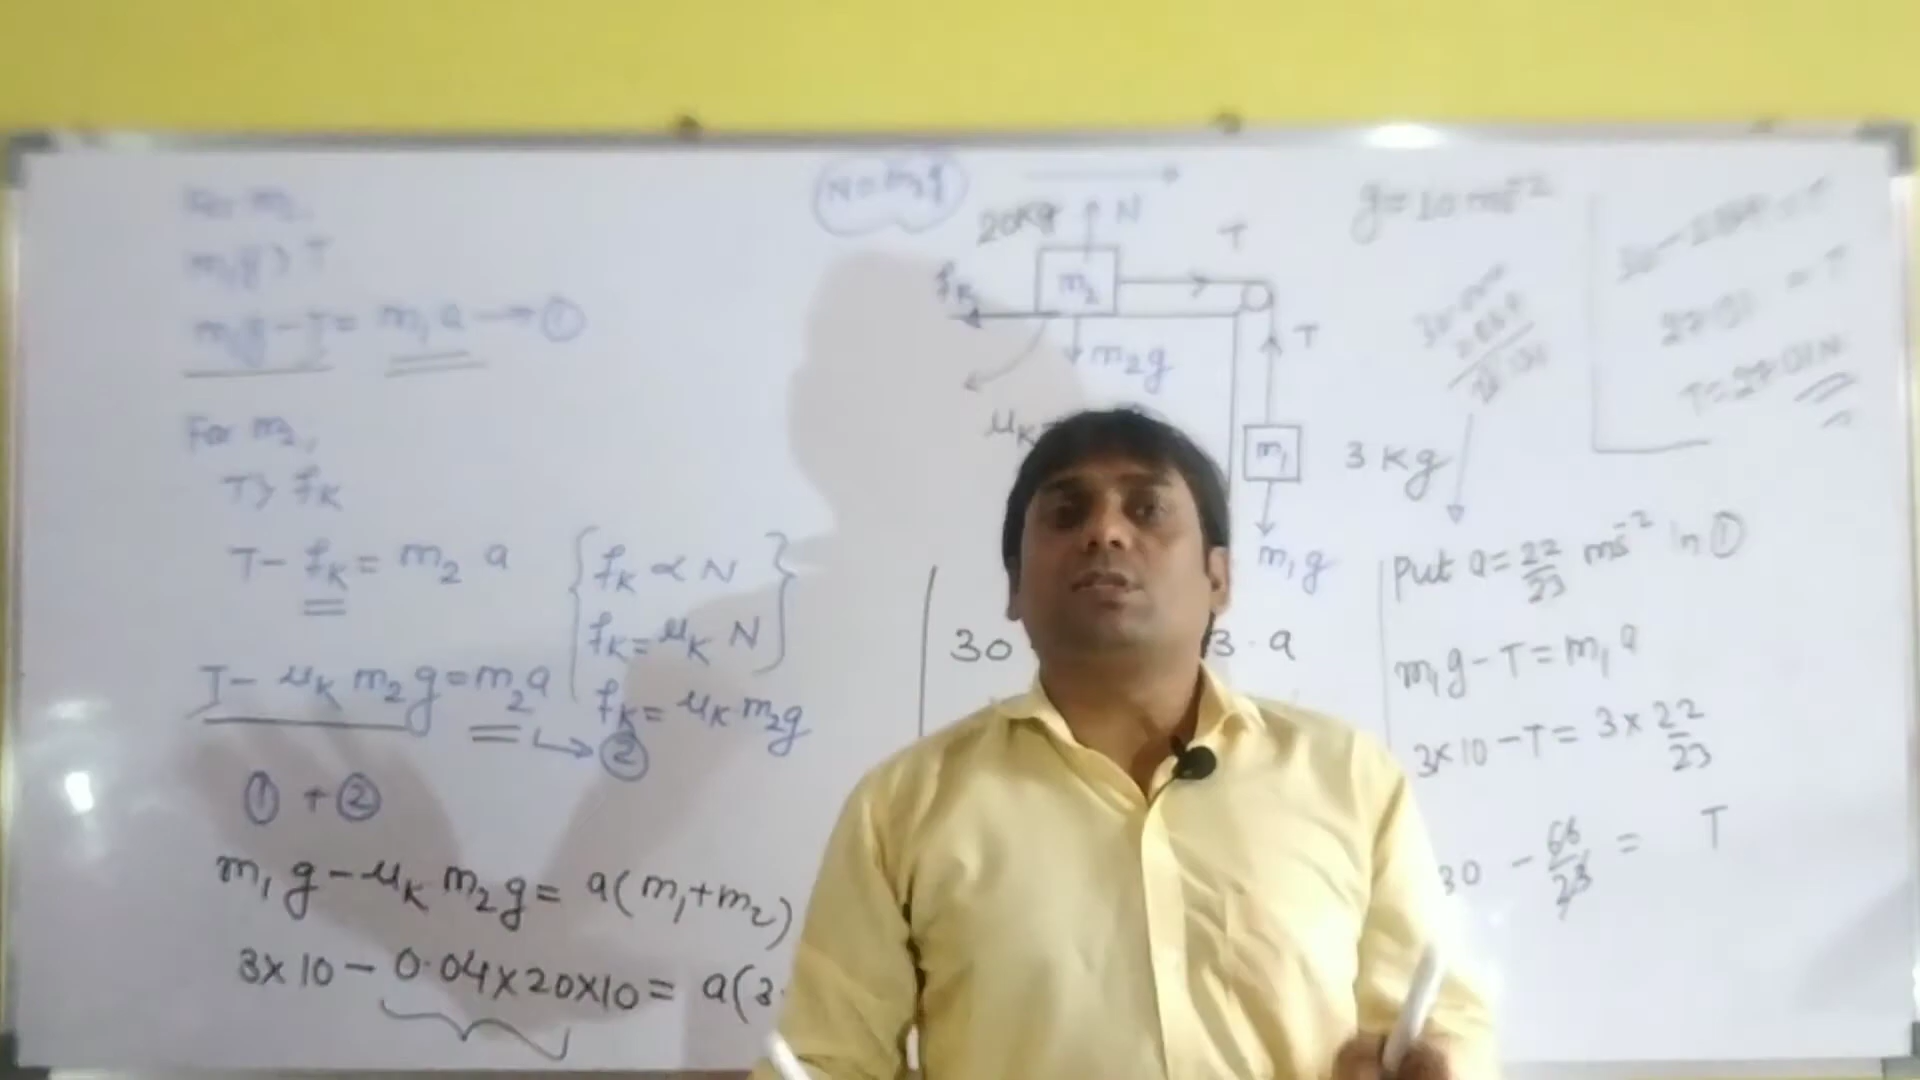 For m₁,
m₁g > T
m₁g - T = m₁a → ①
For m₂,
T > fK
T - fK = m₂ a
T - μK m₂g = m₂a
→ ②
{ fK ∝ N
fK = μK N }
fK = μK m₂g
① + ②
m₁g - μK m₂g = a(m₁+m₂)
3×10 - 0.04×20×10 = a(3
N = m₂g
20Kg
N
T
fK
m₂
m₂g
μK
T
m₁
3 Kg
m₁g
30
3·a
g = 10 ms⁻²
Put a = 22/23 ms⁻² in ①
m₁g - T = m₁a
3×10 - T = 3 × 22/23
30 - 66/23 = T
= T
T =